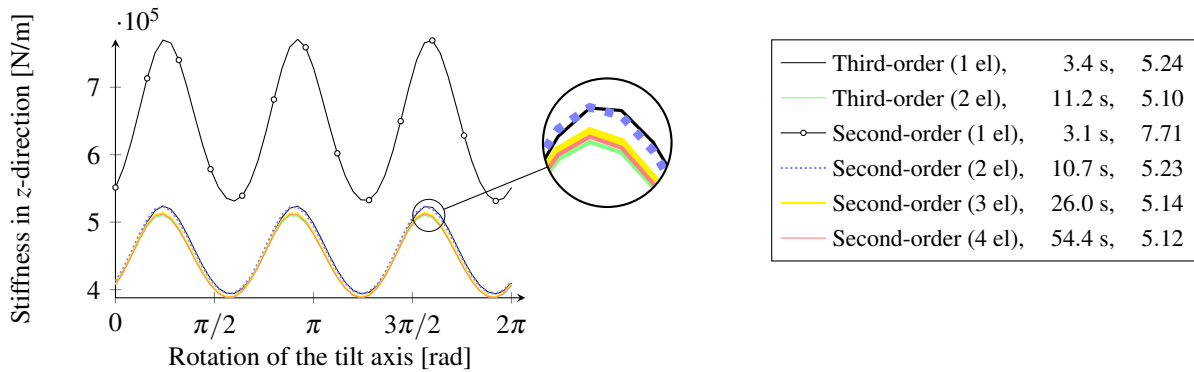 ·10⁵
Stiffness in z-direction [N/m]
7
6
5
4
0
π/2
π
3π/2
2π
Rotation of the tilt axis [rad]
Third-order (1 el), 3.4 s, 5.24
Third-order (2 el), 11.2 s, 5.10
Second-order (1 el), 3.1 s, 7.71
Second-order (2 el), 10.7 s, 5.23
Second-order (3 el), 26.0 s, 5.14
Second-order (4 el), 54.4 s, 5.12